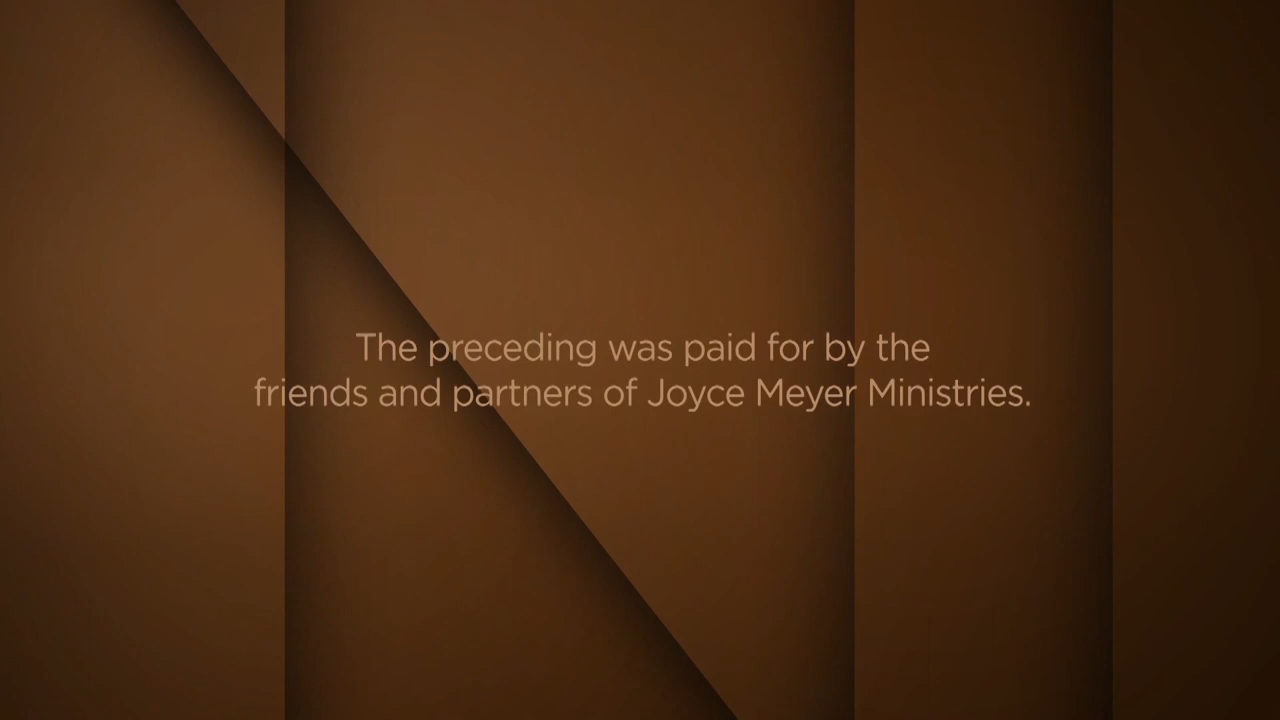 The preceding was paid for by the
friends and partners of Joyce Meyer Ministries.